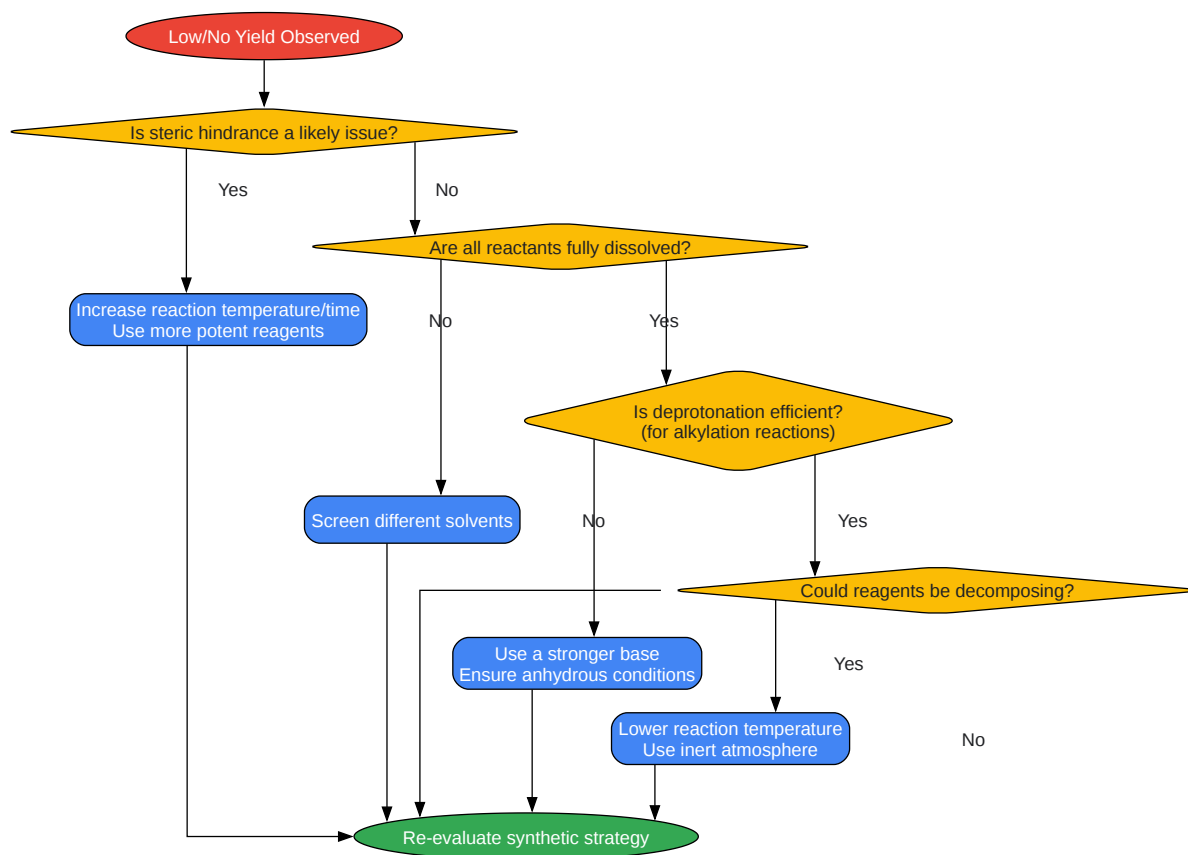 Low/No Yield Observed
Is steric hindrance a likely issue?
Yes
No
Are all reactants fully dissolved?
Increase reaction temperature/time
Use more potent reagents
No
Yes
Is deprotonation efficient?
(for alkylation reactions)
Screen different solvents
No
Yes
Could reagents be decomposing?
Use a stronger base
Ensure anhydrous conditions
Yes
Lower reaction temperature
Use inert atmosphere
No
Re-evaluate synthetic strategy